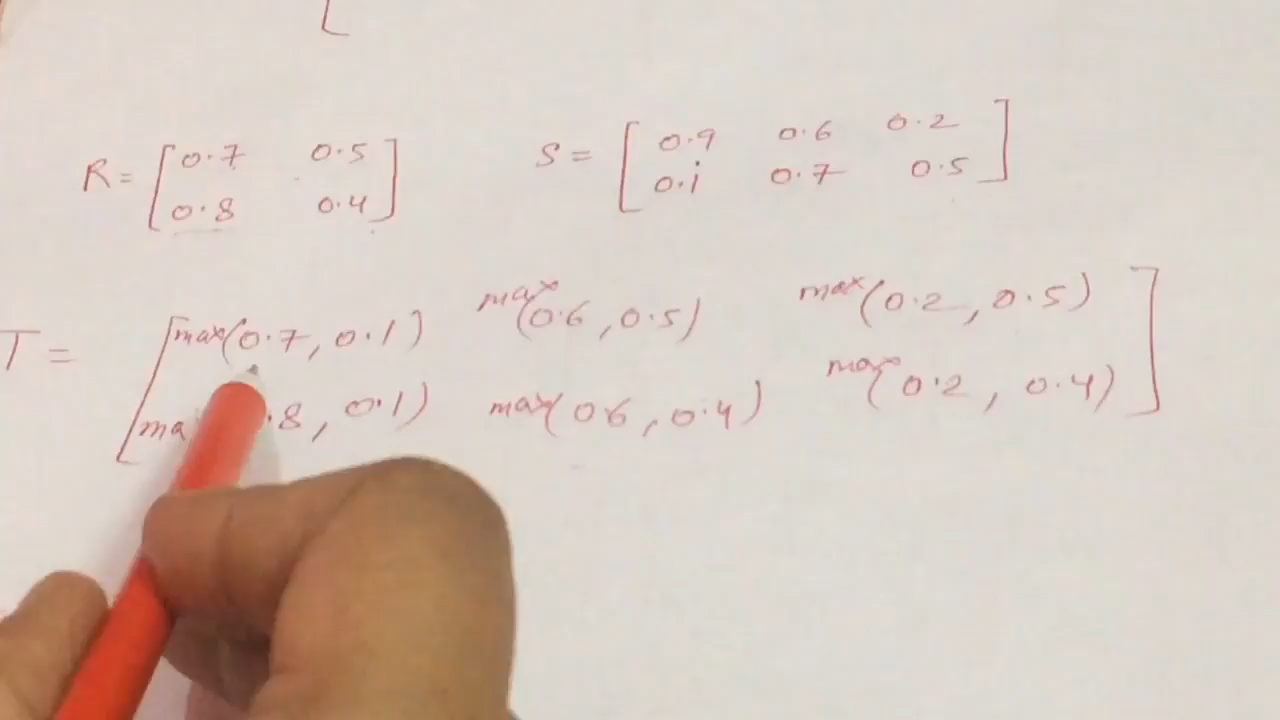 R = [ 0.7 0.5 S = [ 0.9 0.6 0.2 ]
0.8 0.4 ] 0.1 0.7 0.5
T = [ max(0.7, 0.1) max(0.6, 0.5) max(0.2, 0.5) ]
ma .8, 0.1) max(06, 0.4) max(0.2, 0.4)